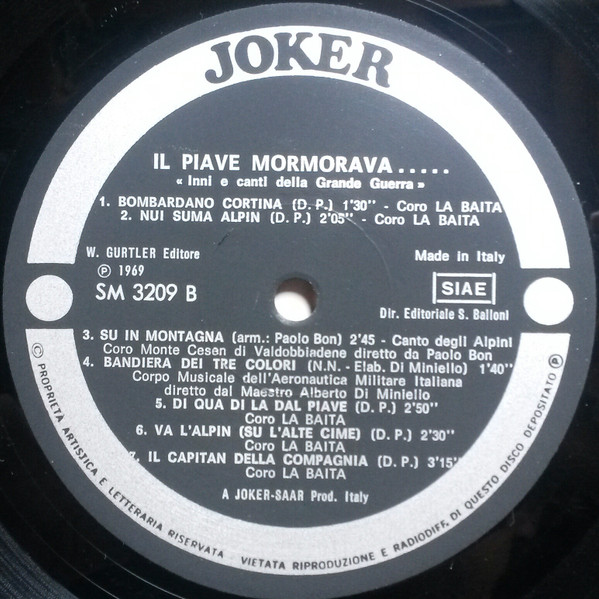 JOKER
IL PIAVE MORMORAVA.....
« Inni e canti della Grande Guerra »
1. BOMBARDANO CORTINA (D. P.) 1'30" - Coro LA BAITA
2. NUI SUMA ALPIN (D. P.) 2'05" - Coro LA BAITA
W. GURTLER Editore
Made in Italy
Ⓟ 1969
SM 3209 B
SIAE
Dir. Editoriale S. Balloni
3. SU IN MONTAGNA (arm.: Paolo Bon) 2'45 - Canto degli Alpini
Coro Monte Cesen di Valdobbiadene diretto da Paolo Bon
4. BANDIERA DEI TRE COLORI (N.N. - Elab. Di Miniello) 1'40"
Corpo Musicale dell'Aeronautica Militare Italiana
diretto dal Maestro Alberto Di Miniello
5. DI QUA DI LA DAL PIAVE (D. P.) 2'50"
Coro LA BAITA
6. VA L'ALPIN (SU L'ALTE CIME) (D. P.) 2'30"
Coro LA BAITA
7. IL CAPITAN DELLA COMPAGNIA (D. P.) 3'15"
Coro LA BAITA
A JOKER-SAAR Prod. Italy
© PROPRIETÀ ARTISTICA E LETTERARIA RISERVATA - VIETATA RIPRODUZIONE E RADIODIFF. DI QUESTO DISCO DEPOSITATO Ⓟ